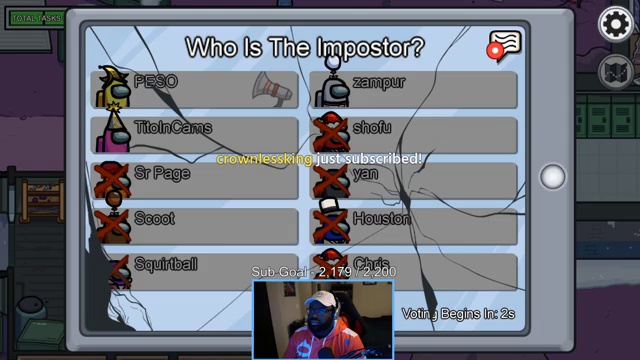 TOTAL TASKS
Who Is The Impostor?
PESO
zampur
TitoInCams
shofu
crownlessking just subscribed!
Sr Page
yan
Scoot
Houston
Squirtball
Chris
Sub-Goal - 2,179 / 2,200
Voting Begins In: 2s